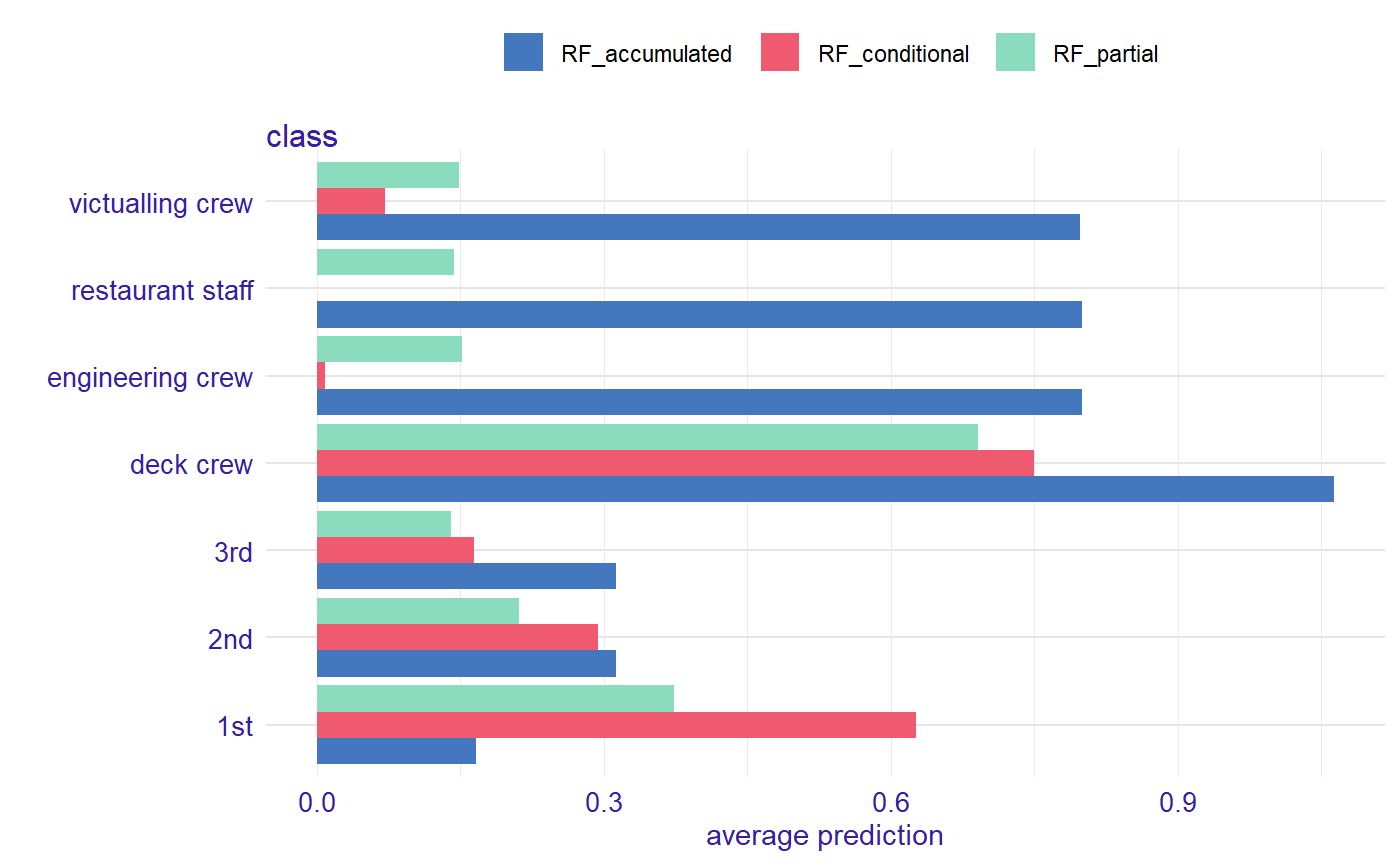 RF_accumulated RF_conditional RF_partial
class
victualling crew
restaurant staff
engineering crew
deck crew
3rd
2nd
1st
0.0 0.3 0.6 0.9
average prediction